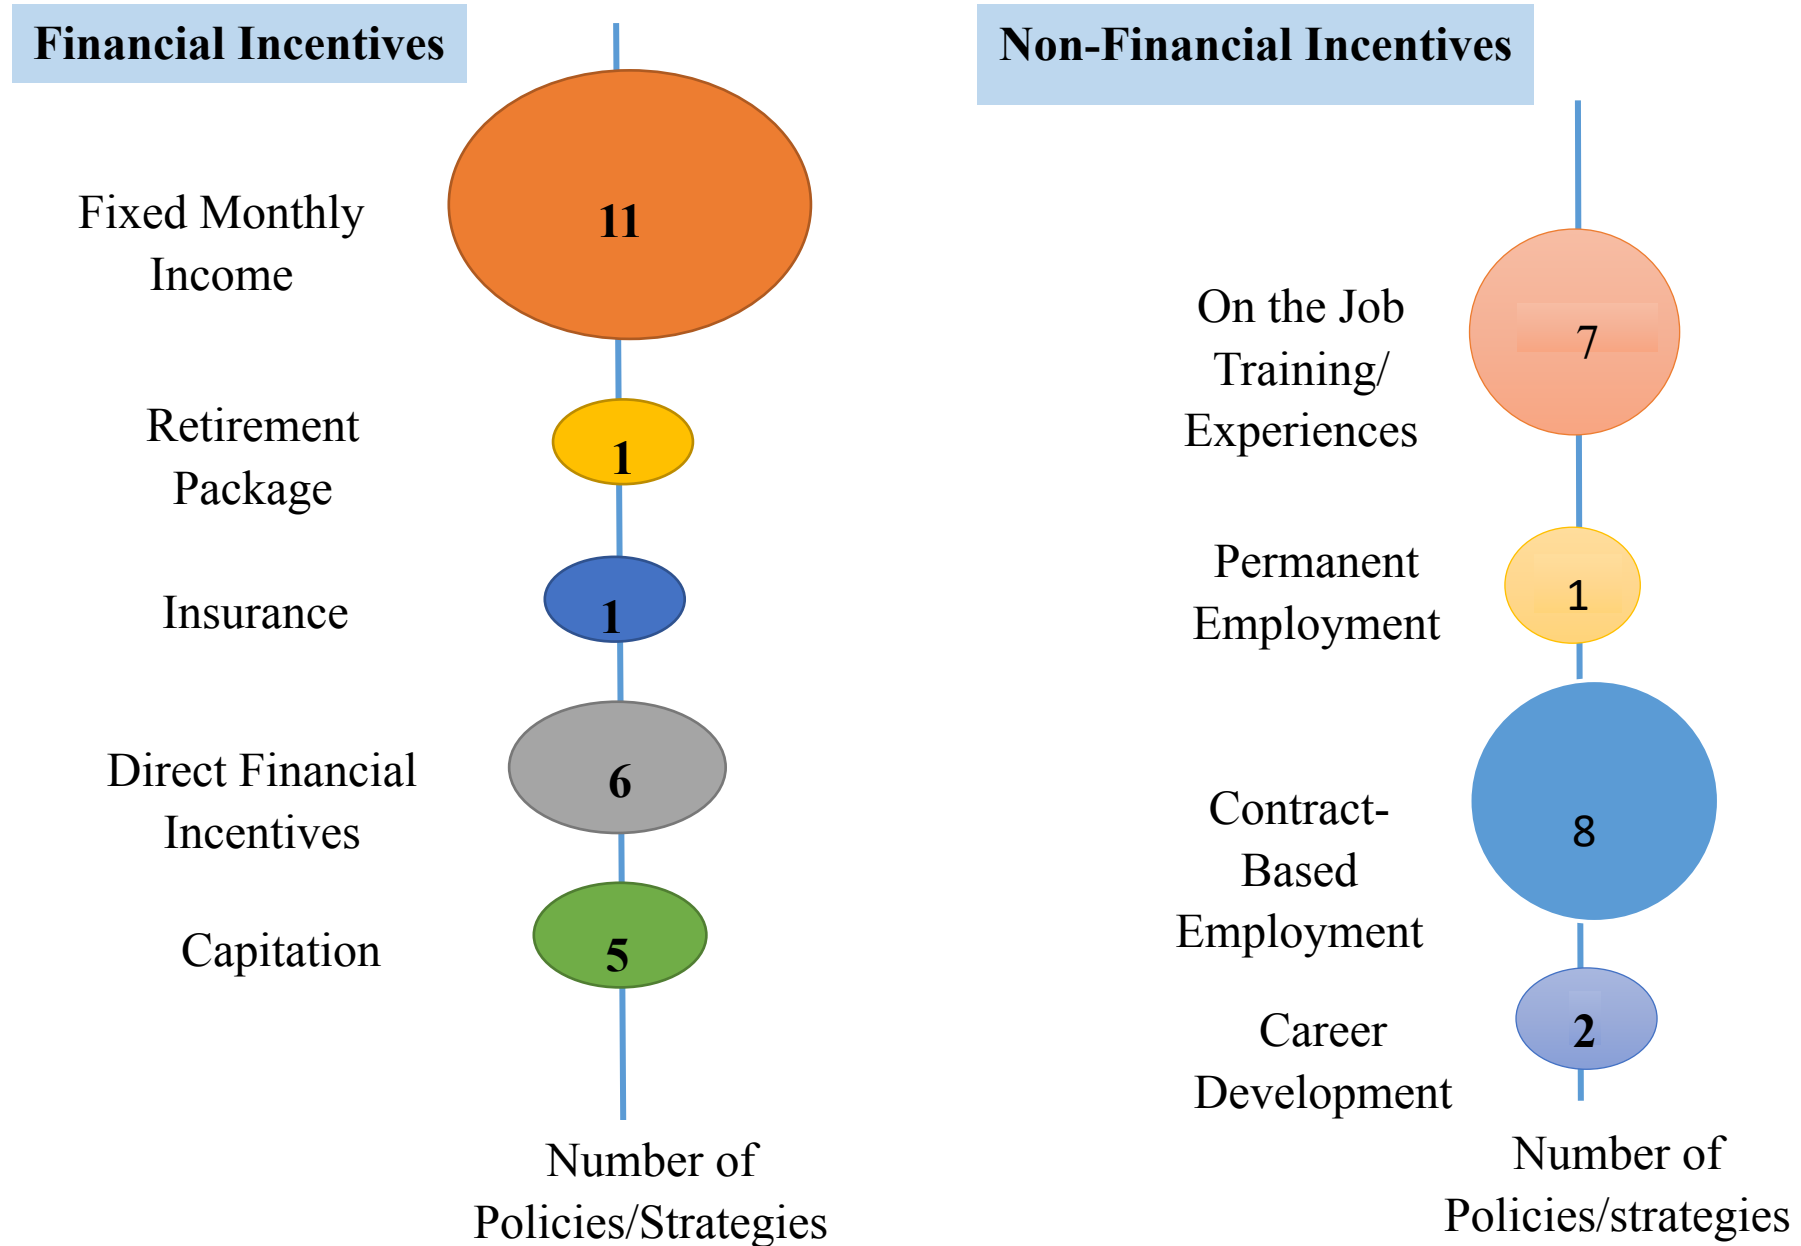 Financial Incentives
Fixed Monthly
Income
11
Retirement
Package
1
Insurance
1
Direct Financial
Incentives
6
Capitation
5
Number of
Policies/Strategies
Non-Financial Incentives
On the Job
Training/
Experiences
7
Permanent
Employment
1
Contract-
Based
Employment
8
Career
Development
2
Number of
Policies/strategies